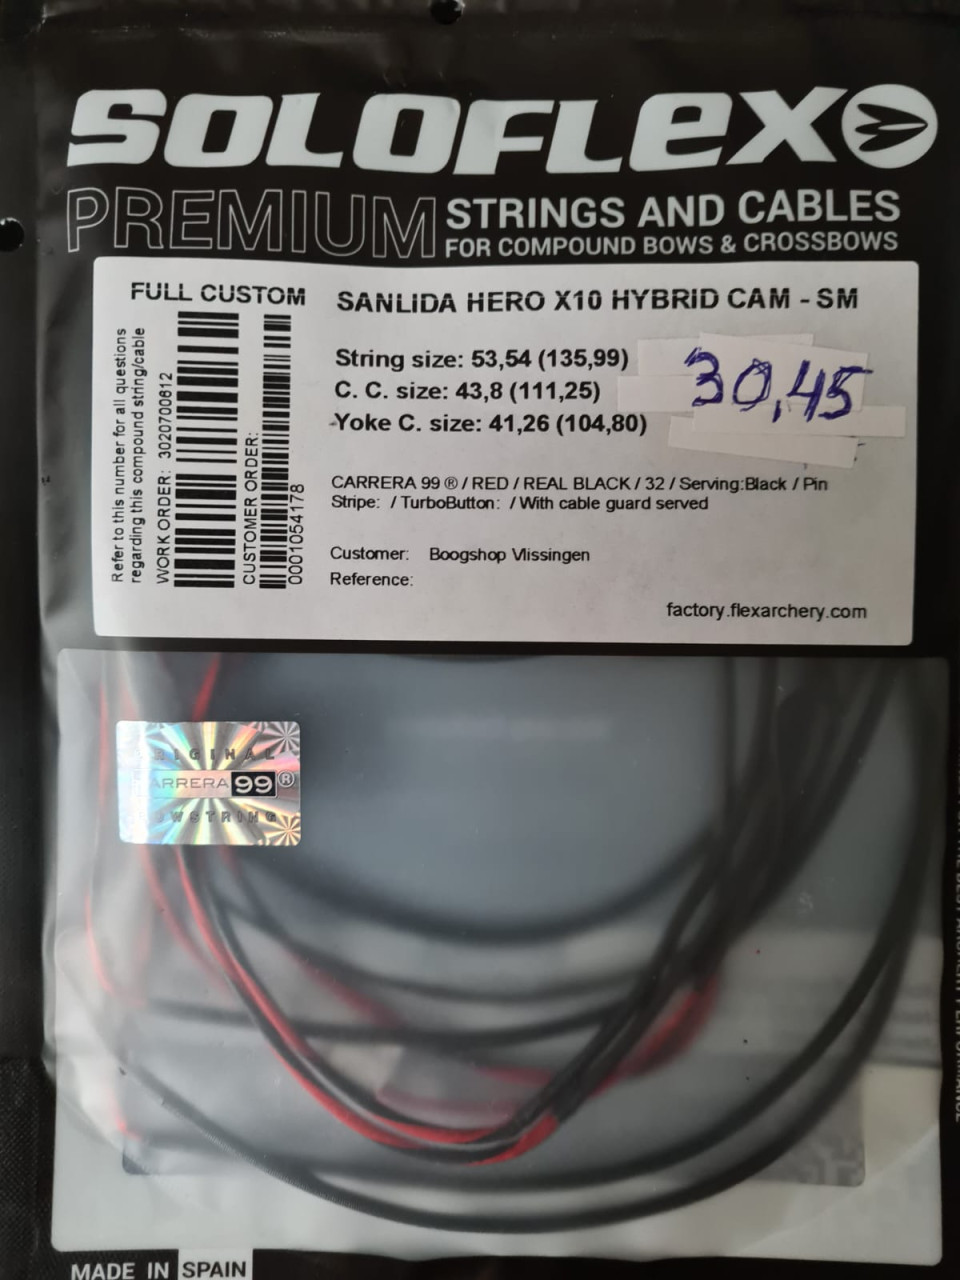 SOLOFLEX
PREMIUM
STRINGS AND CABLES
FOR COMPOUND BOWS & CROSSBOWS
FULL CUSTOM
Refer to this number for all questions
regarding this compound string/cable
WORK ORDER: 3020700612
CUSTOMER ORDER:
0001054178
SANLIDA HERO X10 HYBRID CAM - SM
String size: 53,54 (135,99)
C. C. size: 43,8 (111,25)
Yoke C. size: 41,26 (104,80)
30,45
CARRERA 99 ® / RED / REAL BLACK / 32 / Serving:Black / Pin
Stripe: / TurboButton: / With cable guard served
Customer: Boogshop Vlissingen
Reference:
factory.flexarchery.com
ORIGINAL
CARRERA 99®
BOWSTRING
MADE IN SPAIN